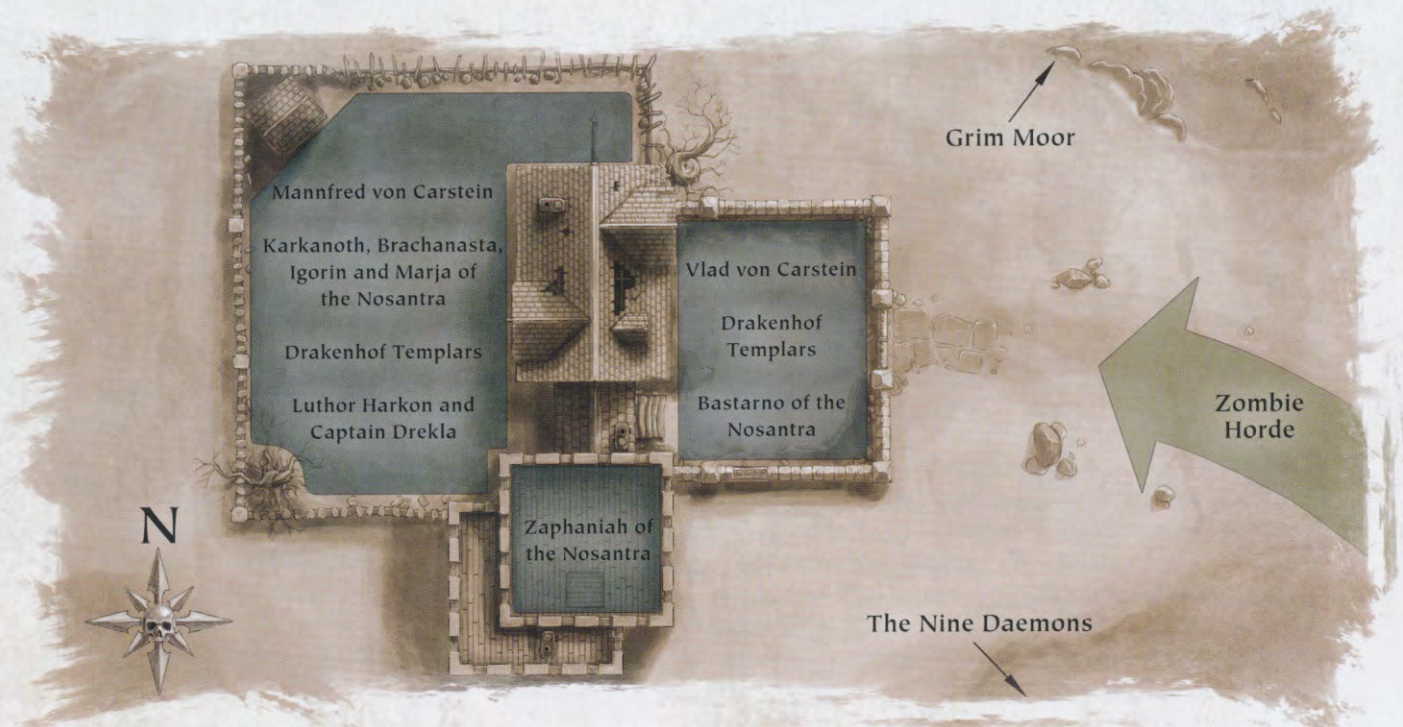 Grim Moor
Mannfred von Carstein
Karkanoth, Brachanasta,
Igorin and Marja of
the Nosantra
Drakenhof Templars
Luthor Harkon and
Captain Drekla
Vlad von Carstein
Drakenhof
Templars
Bastarno of the
Nosantra
Zombie
Horde
Zaphaniah of
the Nosantra
N
The Nine Daemons